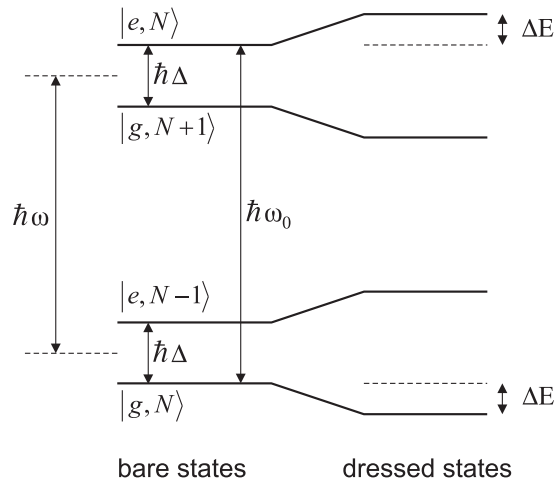 |e, N⟩
ΔE
ħΔ
|g, N+1⟩
ħω
ħω₀
|e, N−1⟩
ħΔ
|g, N⟩
ΔE
bare states
dressed states